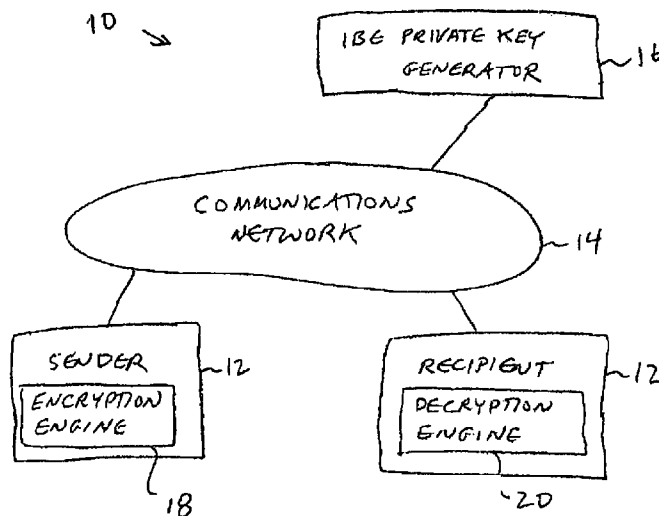 10
IBE PRIVATE KEY
GENERATOR
16
COMMUNICATIONS
NETWORK
14
SENDER
12
ENCRYPTION
ENGINE
18
RECIPIENT
12
DECRYPTION
ENGINE
20